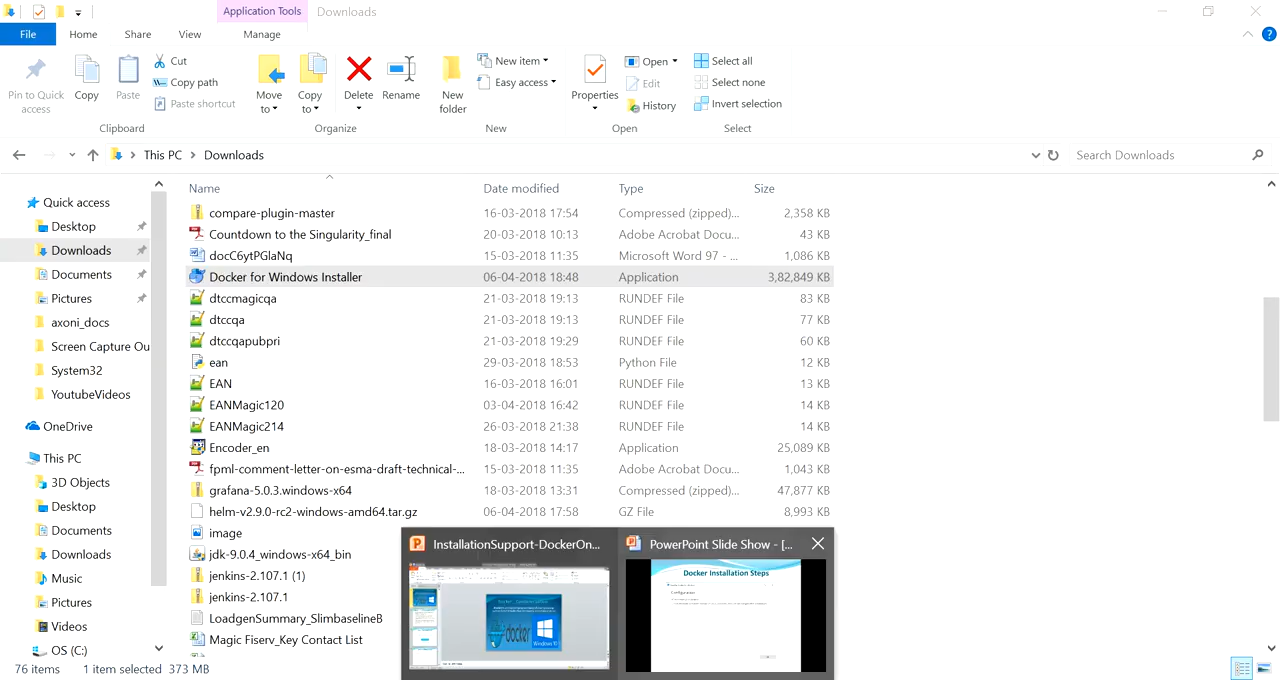 Application Tools Downloads
File Home Share View Manage
Pin to Quick access
Copy
Paste
Cut
Copy path
Paste shortcut
Clipboard
Move to
Copy to
Delete
Rename
Organize
New folder
New item
Easy access
New
Properties
Open
Edit
History
Open
Select all
Select none
Invert selection
Select
This PC > Downloads
Search Downloads
Quick access
Desktop
Downloads
Documents
Pictures
axoni_docs
Screen Capture Ou
System32
YoutubeVideos
OneDrive
This PC
3D Objects
Desktop
Documents
Downloads
Music
Pictures
Videos
OS (C:)
Name Date modified Type Size
compare-plugin-master 16-03-2018 17:54 Compressed (zipped)... 2,358 KB
Countdown to the Singularity_final 20-03-2018 10:13 Adobe Acrobat Docu... 43 KB
docC6ytPGlaNq 15-03-2018 11:35 Microsoft Word 97 - ... 1,086 KB
Docker for Windows Installer 06-04-2018 18:48 Application 3,82,849 KB
dtccmagicqa 21-03-2018 19:13 RUNDEF File 83 KB
dtccqa 21-03-2018 19:13 RUNDEF File 77 KB
dtccqapubpri 21-03-2018 19:29 RUNDEF File 60 KB
ean 29-03-2018 18:53 Python File 12 KB
EAN 16-03-2018 16:01 RUNDEF File 13 KB
EANMagic120 03-04-2018 16:42 RUNDEF File 14 KB
EANMagic214 26-03-2018 21:38 RUNDEF File 14 KB
Encoder_en 18-03-2018 14:17 Application 25,089 KB
fpml-comment-letter-on-esma-draft-technical-... 15-03-2018 11:35 Adobe Acrobat Docu... 1,043 KB
grafana-5.0.3.windows-x64 18-03-2018 13:31 Compressed (zipped)... 47,877 KB
helm-v2.9.0-rc2-windows-amd64.tar.gz 06-04-2018 17:58 GZ File 8,993 KB
image
jdk-9.0.4_windows-x64_bin
jenkins-2.107.1 (1)
jenkins-2.107.1
LoadgenSummary_SlimbaselineB
Magic Fiserv_Key Contact List
InstallationSupport-DockerOn...
docker
Windows 10
PowerPoint Slide Show - [...
Docker Installation Steps
Configuration
76 items 1 item selected 373 MB